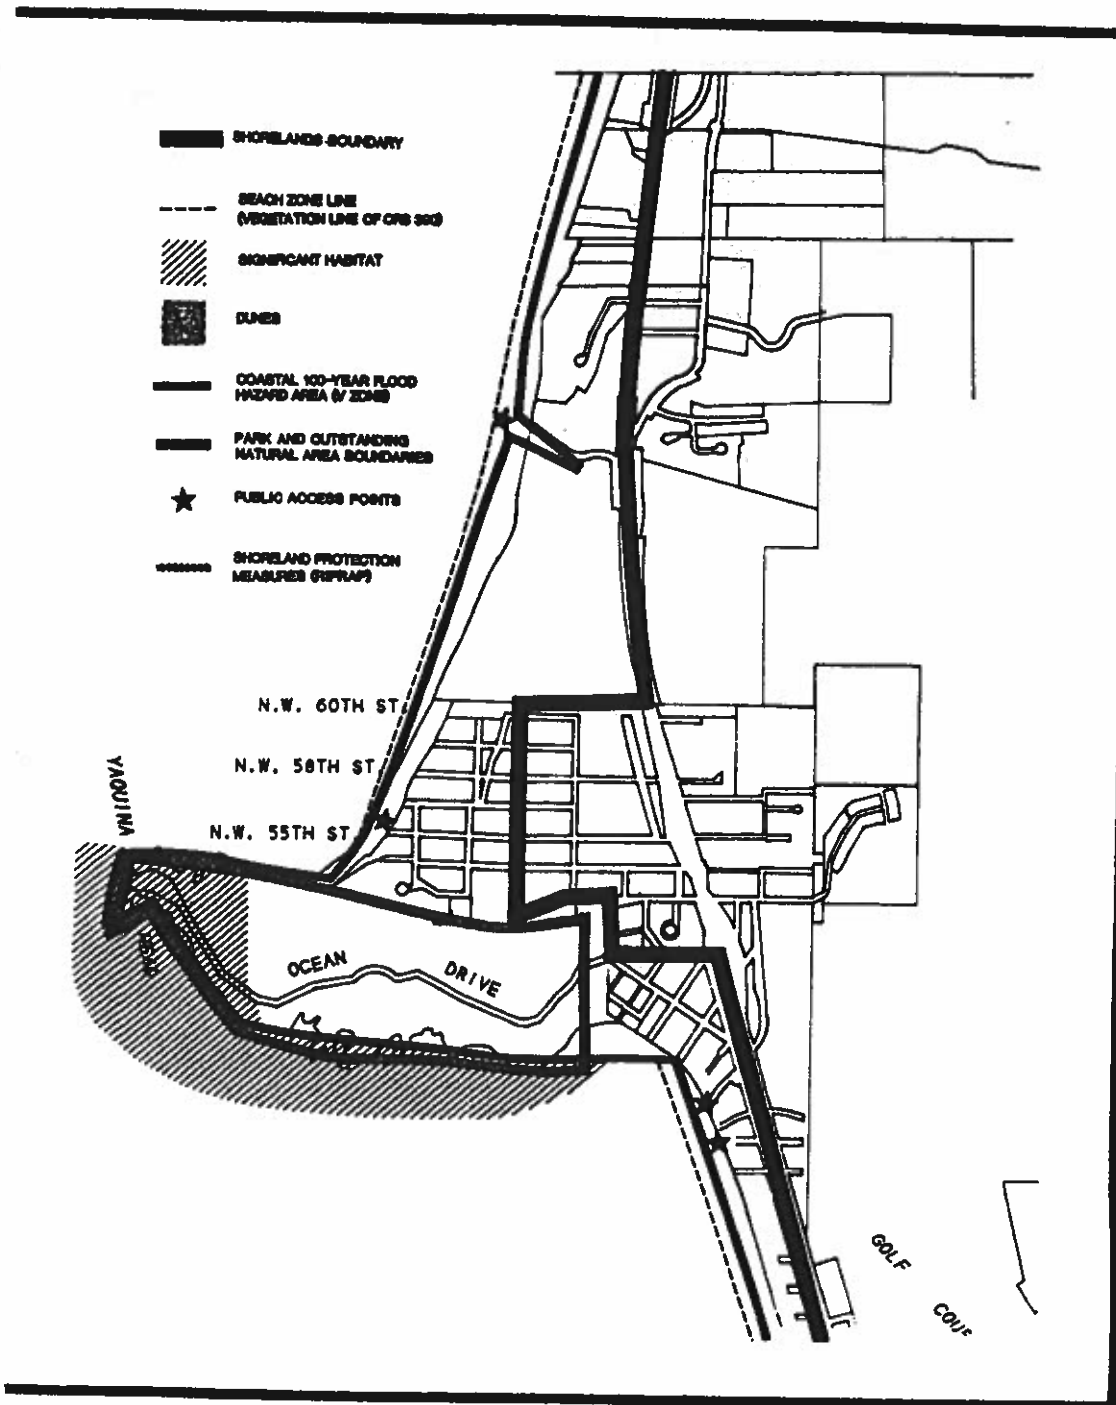 SHORELANDS BOUNDARY
BEACH ZONE LINE
(VEGETATION LINE OF ORS 390)
SIGNIFICANT HABITAT
DUNES
COASTAL 100-YEAR FLOOD
HAZARD AREA (V ZONE)
PARK AND OUTSTANDING
NATURAL AREA BOUNDARIES
PUBLIC ACCESS POINTS
SHORELAND PROTECTION
MEASURES (RIPRAP)
N.W. 60TH ST.
N.W. 58TH ST.
N.W. 55TH ST.
YAQUINA
HEAD
OCEAN DRIVE
GOLF
COUR